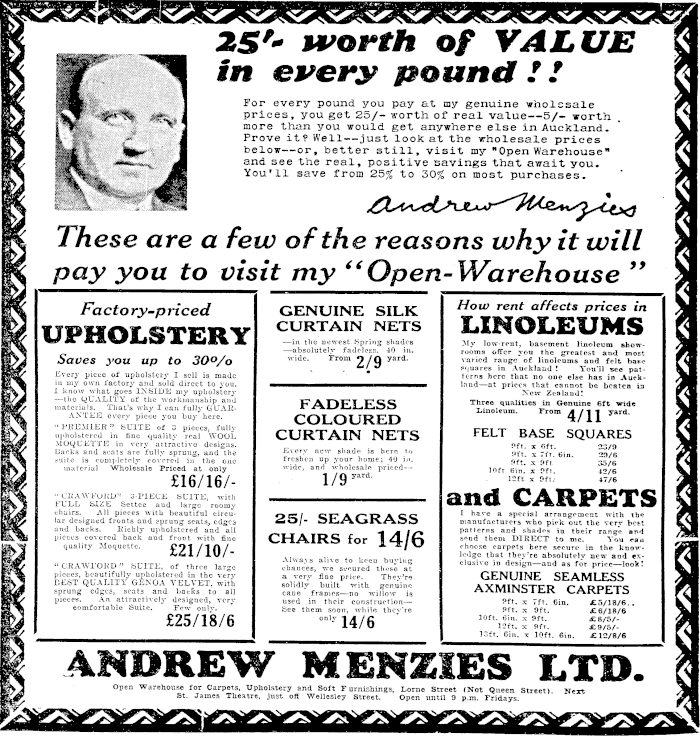 25/- worth of VALUE
in every pound!!
For every pound you pay at my genuine wholesale
prices, you get 25/- worth of real value--5/- worth
more than you would get anywhere else in Auckland.
Prove it? Well--just look at the wholesale prices
below--or, better still, visit my "Open Warehouse"
and see the real, positive savings that await you.
You'll save from 25% to 30% on most purchases.
Andrew Menzies
These are a few of the reasons why it will
pay you to visit my "Open-Warehouse"
Factory-priced
UPHOLSTERY
Saves you up to 30%
Every piece of upholstery I sell is made
in my own factory and sold direct to you.
I know what goes INSIDE my upholstery
—the QUALITY of the workmanship and
materials. That's why I can fully GUAR-
ANTEE every piece you buy here.
"PREMIER" SUITE of 3 pieces, fully
upholstered in fine quality real WOOL
MOQUETTE in very attractive designs.
Backs and seats are fully sprung, and the
suite is completely covered in the one
material Wholesale Priced at only
£16/16/-
"CRAWFORD" 3-PIECE SUITE, with
FULL SIZE Settee and large roomy
chairs. All pieces with beautiful circu-
lar designed fronts and sprung seats, edges
and backs. Richly upholstered and all
pieces covered back and front with fine
quality Moquette. £21/10/-
"CRAWFORD" SUITE, of three large
pieces, beautifully upholstered in the very
BEST QUALITY GENOA VELVET, with
sprung edges, seats and backs to all
pieces. An attractively designed, very
comfortable Suite. Few only.
£25/18/6
GENUINE SILK
CURTAIN NETS
—in the newest Spring shades
—absolutely fadeless. 40 in.
wide. From 2/9 yard.
FADELESS
COLOURED
CURTAIN NETS
Every new shade is here to
freshen up your home; 40 in.
wide, and wholesale priced—
1/9 yard.
25/- SEAGRASS
CHAIRS for 14/6
Always alive to keen buying
chances, we secured these at
a very fine price. They're
solidly built with genuine
cane frames—no willow is
used in their construction—
See them soon, while they're
only 14/6
How rent affects prices in
LINOLEUMS
My low-rent, basement linoleum show-
rooms offer you the greatest and most
varied range of linoleums and felt base
squares in Auckland! You'll see pat-
terns here that no one else has in Auck-
land—at prices that cannot be beaten in
New Zealand!
Three qualities in Genuine 6ft wide
Linoleum. From 4/11 yard.
FELT BASE SQUARES
9ft. x 6ft. 23/9
9ft. x 7ft. 6in. 29/6
9ft. x 9ft. 35/6
10ft 6in. x 9ft. 42/6
12ft x 9ft. 47/6
and CARPETS
I have a special arrangement with the
manufacturers who pick out the very best
patterns and shades in their range and
send them DIRECT to me. You can
choose carpets here secure in the know-
ledge that they're absolutely new and ex-
clusive in design—and as for price—look!
GENUINE SEAMLESS
AXMINSTER CARPETS
9ft. x 7ft. 6in. £5/18/6
9ft. x 9ft. £6/18/6
10ft. 6in. x 9ft. £8/5/-
12ft. x 9ft. £9/5/-
13ft. 6in. x 10ft. 6in. £12/8/6
ANDREW MENZIES LTD.
Open Warehouse for Carpets, Upholstery and Soft Furnishings, Lorne Street (Not Queen Street). Next
St. James Theatre, just off Wellesley Street. Open until 9 p.m. Fridays.